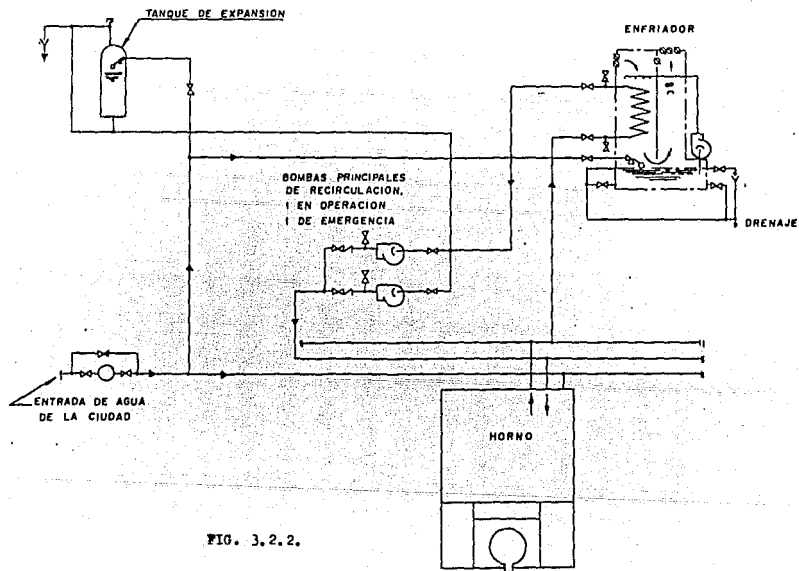 TANQUE DE EXPANSIÓN
ENFRIADOR
BOMBAS PRINCIPALES
DE RECIRCULACION,
1 EN OPERACION
1 DE EMERGENCIA
DRENAJE
ENTRADA DE AGUA
DE LA CIUDAD
HORNO
FIG. 3.2.2.